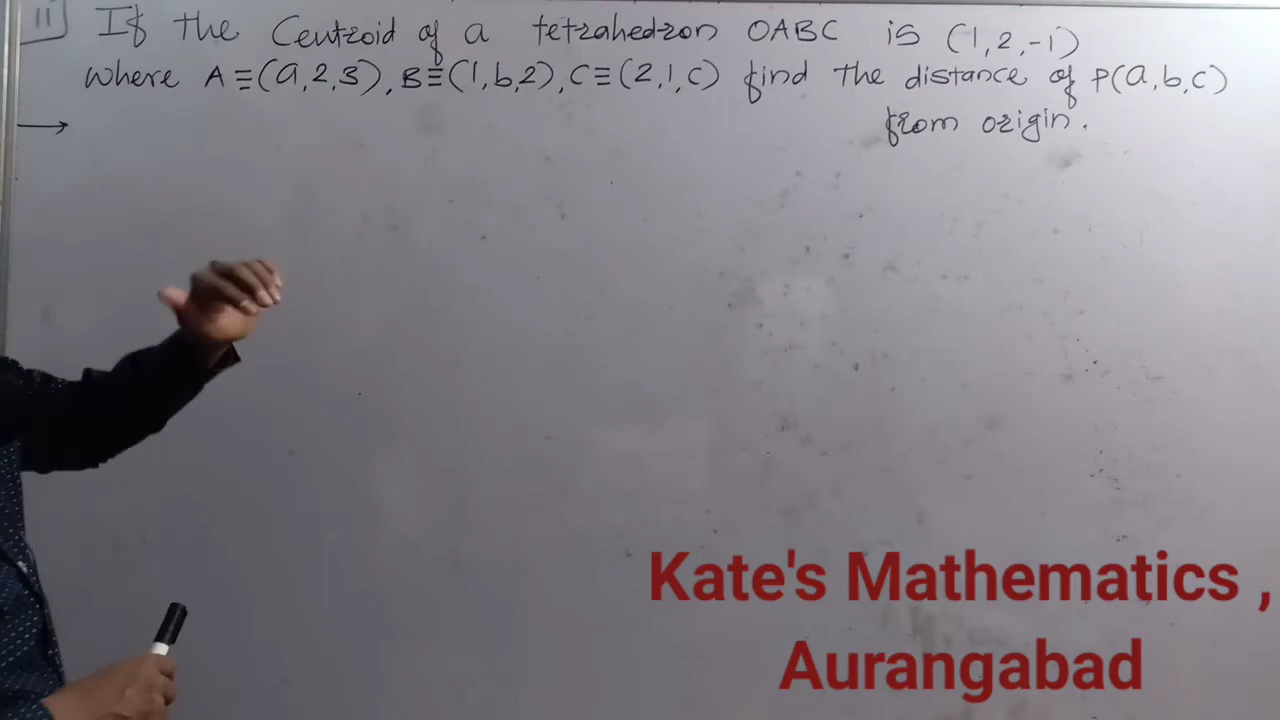 11 If the Centroid of a tetrahedron OABC is (1,2,-1)
where A≡(a,2,3), B≡(1,b,2), C≡(2,1,c) find the distance of P(a,b,c)
from origin.
→
Kate's Mathematics ,
Aurangabad